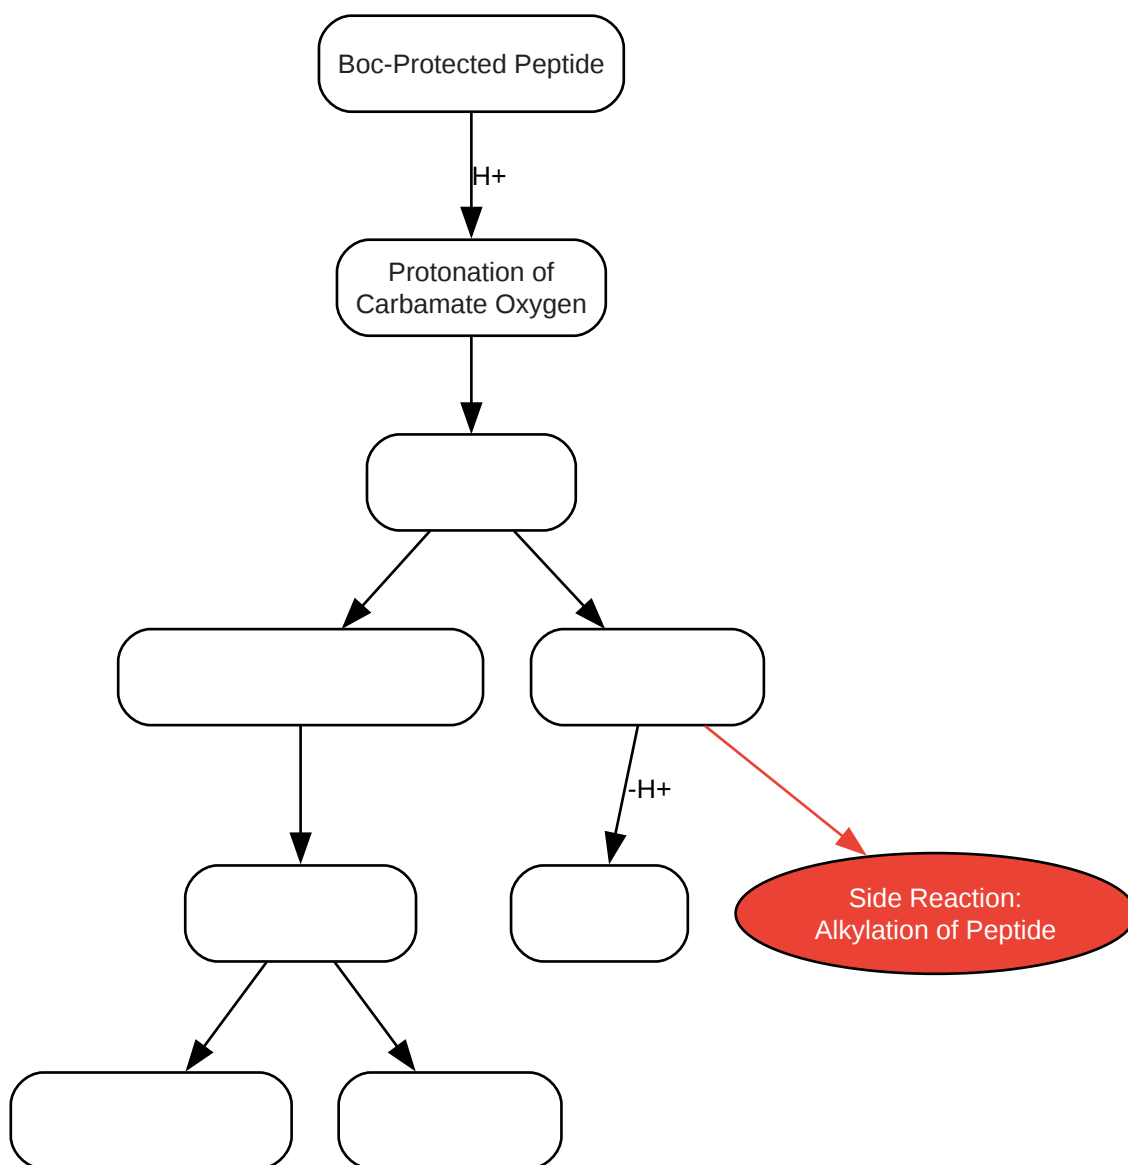 Boc-Protected Peptide
H+
Protonation of
Carbamate Oxygen
-H+
Side Reaction:
Alkylation of Peptide